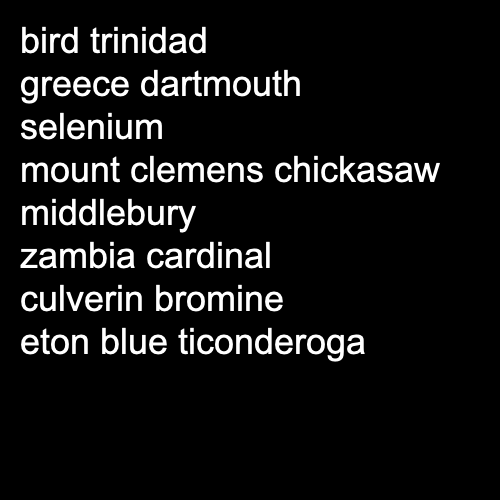 bird trinidad
greece dartmouth
selenium
mount clemens chickasaw
middlebury
zambia cardinal
culverin bromine
eton blue ticonderoga